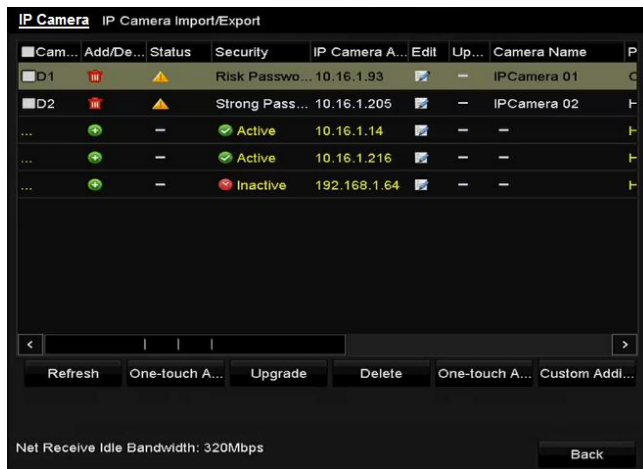 IP Camera IP Camera Import/Export
Cam... Add/De... Status Security IP Camera A... Edit Up... Camera Name P
D1 Risk Passwo... 10.16.1.93 — IPCamera 01
D2 Strong Pass... 10.16.1.205 — IPCamera 02 H
... — Active 10.16.1.14 — — H
... — Active 10.16.1.216 — — H
... — Inactive 192.168.1.64 — — H
Refresh One-touch A... Upgrade Delete One-touch A... Custom Addi...
Net Receive Idle Bandwidth: 320Mbps Back